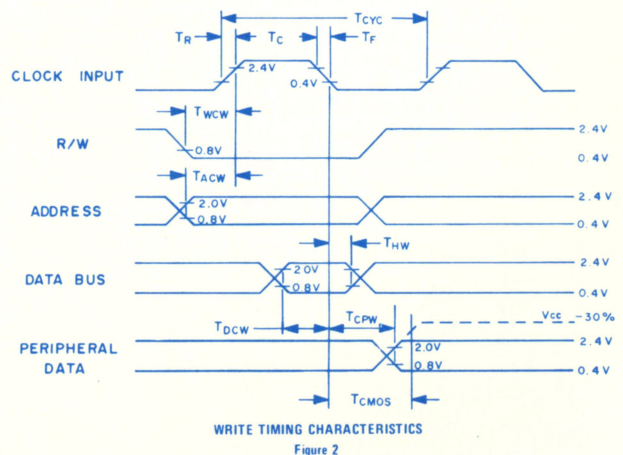 TCYC
TR TC TF
CLOCK INPUT
2.4V
0.4V
TWCW
R/W
0.8V
2.4V
0.4V
TACW
ADDRESS
2.0V
0.8V
2.4V
0.4V
THW
DATA BUS
2.0V
0.8V
2.4V
0.4V
TDCW
TCPW
Vcc -30%
PERIPHERAL
DATA
2.0V
0.8V
2.4V
0.4V
TCMOS
WRITE TIMING CHARACTERISTICS
Figure 2